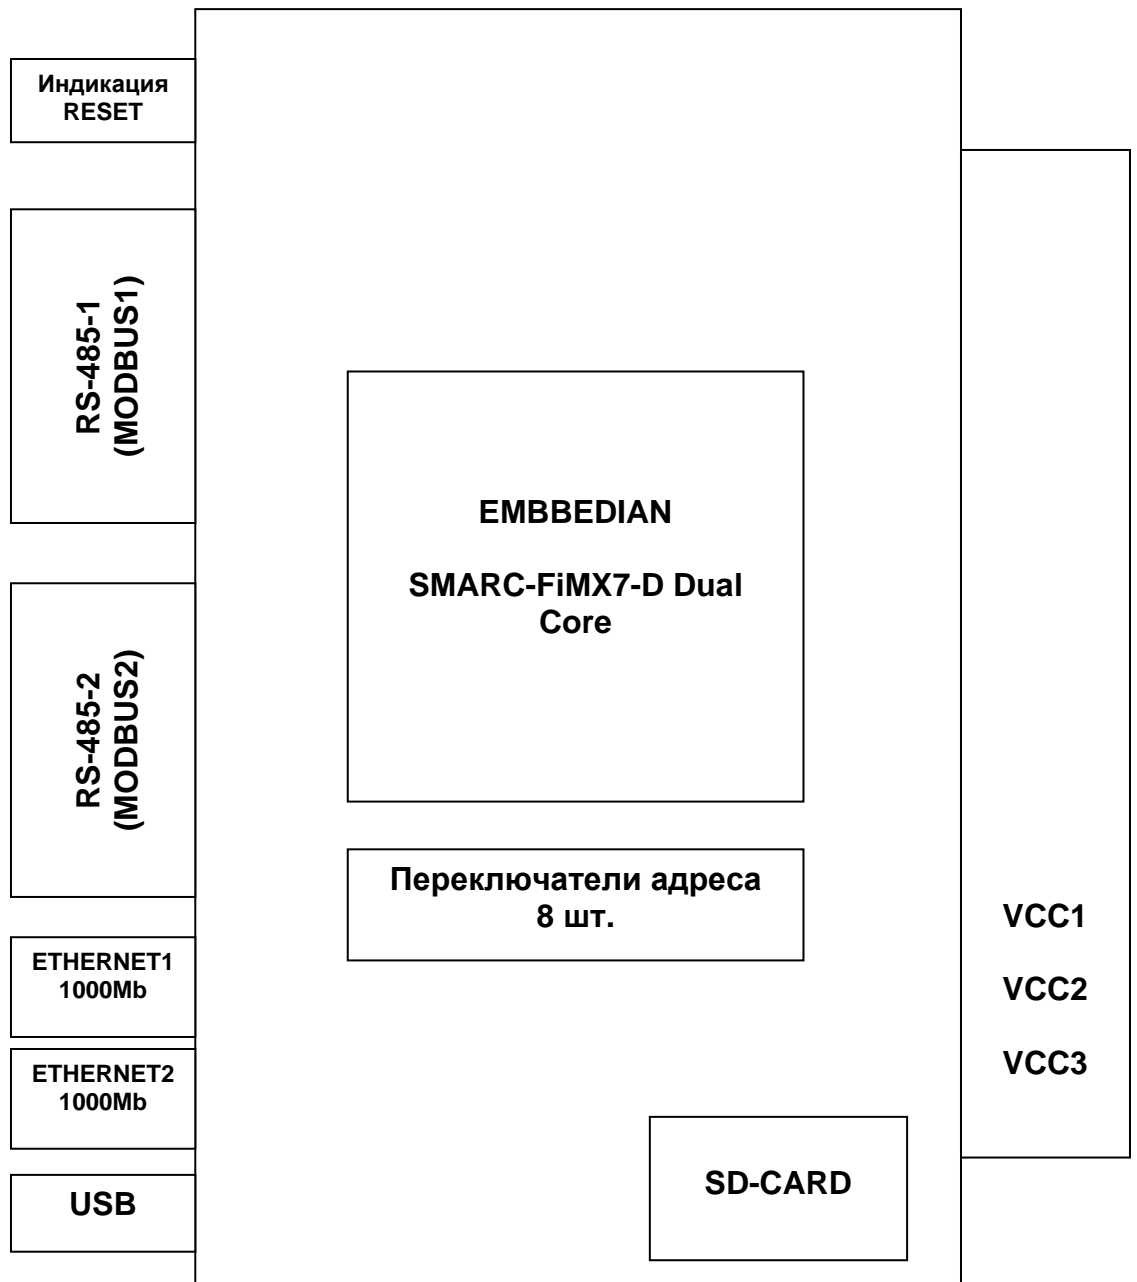 Индикация
RESET
RS-485-1
(MODBUS1)
EMBBEDIAN
SMARC-FiMX7-D Dual
Core
RS-485-2
(MODBUS2)
Переключатели адреса
8 шт.
ETHERNET1
1000Mb
ETHERNET2
1000Mb
USB
SD-CARD
VCC1
VCC2
VCC3